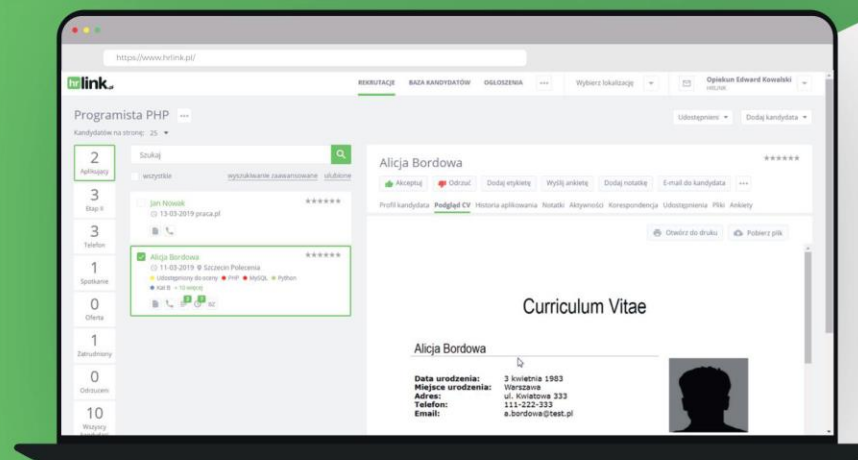 https://www.hrlink.pl/
hrlink
REKRUTACJE BAZA KANDYDATÓW OGŁOSZENIA ... Wybierz lokalizację Opiekun Edward Kowalski
HRLINK
Programista PHP ...
Udostępnieni Dodaj kandydata
Kandydatów na stronę: 25
2
Aplikujący
3
Etap II
3
Telefon
1
Spotkanie
0
Oferta
1
Zatrudniony
0
Odrzuceni
10
Wszyscy
kandydaci
Szukaj
wszystkie wyszukiwanie zaawansowane ulubione
Jan Nowak
13-03-2019 praca.pl
Alicja Bordowa
11-03-2019 Szczecin Polecenia
Udostępniony do oceny PHP MySQL Python
Kat B + 10 więcej
Alicja Bordowa
Akceptuj Odrzuć Dodaj etykietę Wyślij ankietę Dodaj notatkę E-mail do kandydata ...
Profil kandydata Podgląd CV Historia aplikowania Notatki Aktywności Korespondencja Udostępnienia Pliki Ankiety
Otwórz do druku Pobierz plik
Curriculum Vitae
Alicja Bordowa
Data urodzenia: 3 kwietnia 1983
Miejsce urodzenia: Warszawa
Adres: ul. Kwiatowa 333
Telefon: 111-222-333
Email: a.bordowa@test.pl